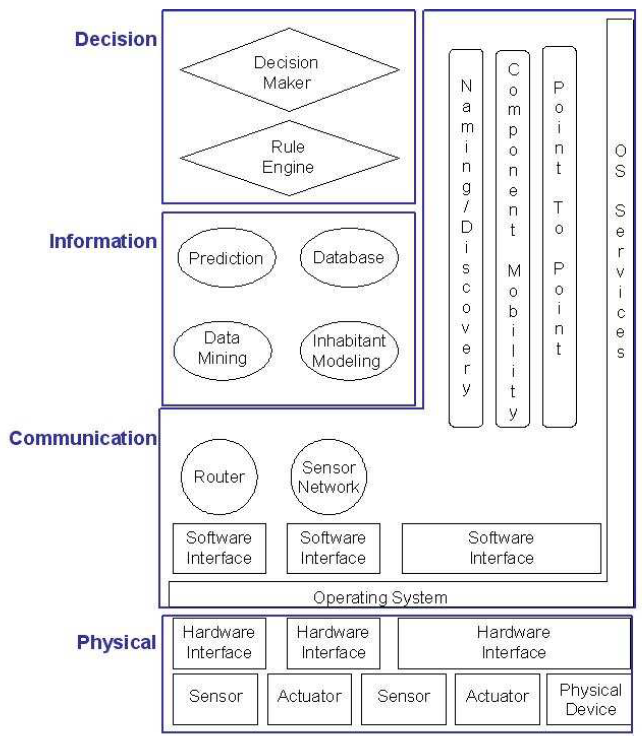 Decision
Decision
Maker
Rule
Engine
Information
Prediction
Database
Data
Mining
Inhabitant
Modeling
Naming/Discovery
Component Mobility
Point To Point
OS Services
Communication
Router
Sensor
Network
Software
Interface
Software
Interface
Software
Interface
Operating System
Physical
Hardware
Interface
Hardware
Interface
Hardware
Interface
Sensor
Actuator
Sensor
Actuator
Physical
Device